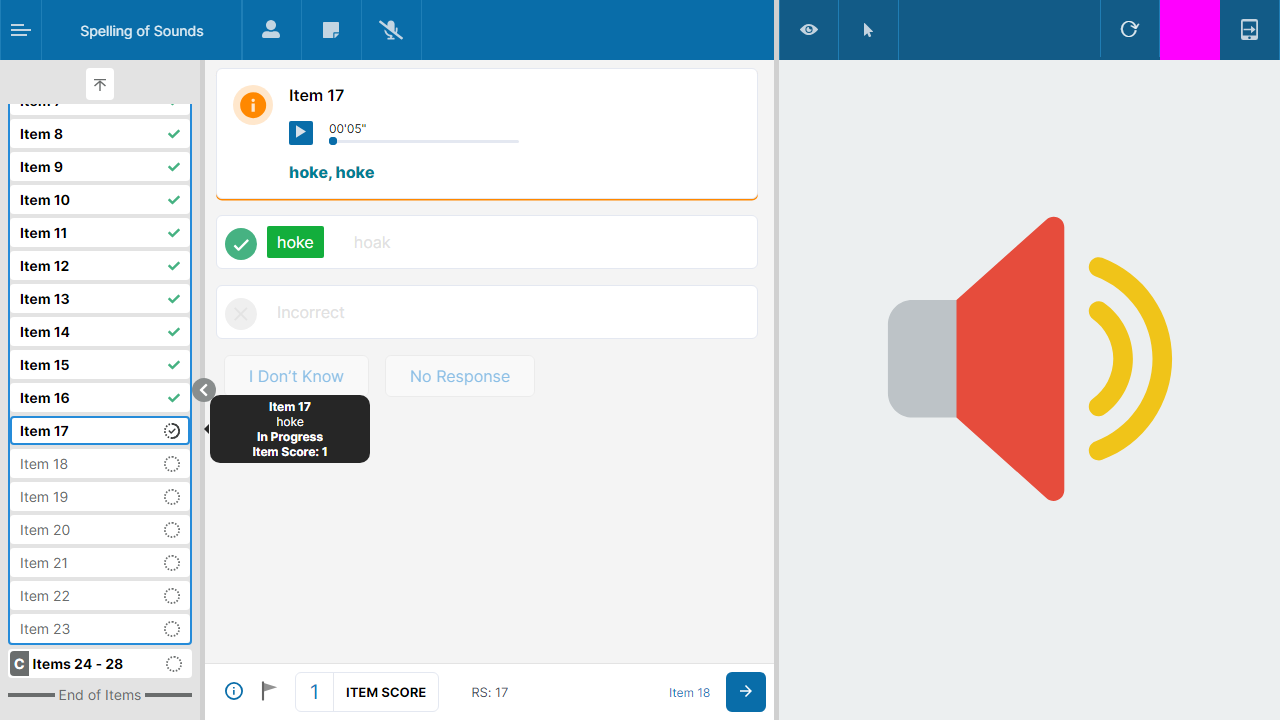 Spelling of Sounds
Item 8
Item 9
Item 10
Item 11
Item 12
Item 13
Item 14
Item 15
Item 16
Item 17
Item 18
Item 19
Item 20
Item 21
Item 22
Item 23
C Items 24 - 28
End of Items
Item 17
00'05"
hoke, hoke
hoke hoak
Incorrect
I Don't Know No Response
Item 17
hoke
In Progress
Item Score: 1
1 ITEM SCORE RS: 17 Item 18